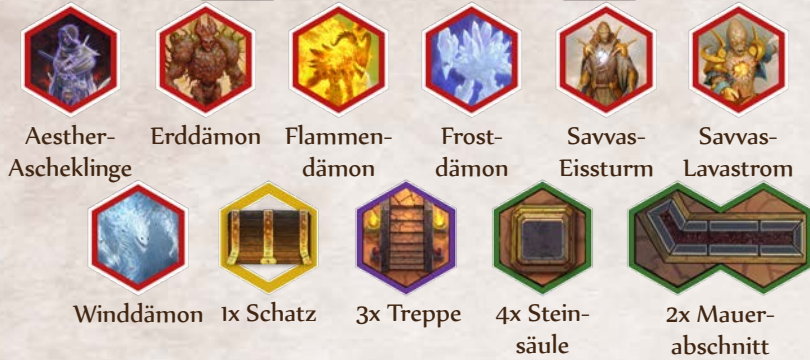 Aesther- Erddämon Flammen- Frost- Savvas- Savvas-
Ascheklinge dämon dämon Eissturm Lavastrom
Winddämon 1x Schatz 3x Treppe 4x Stein- 2x Mauer-
säule abschnitt